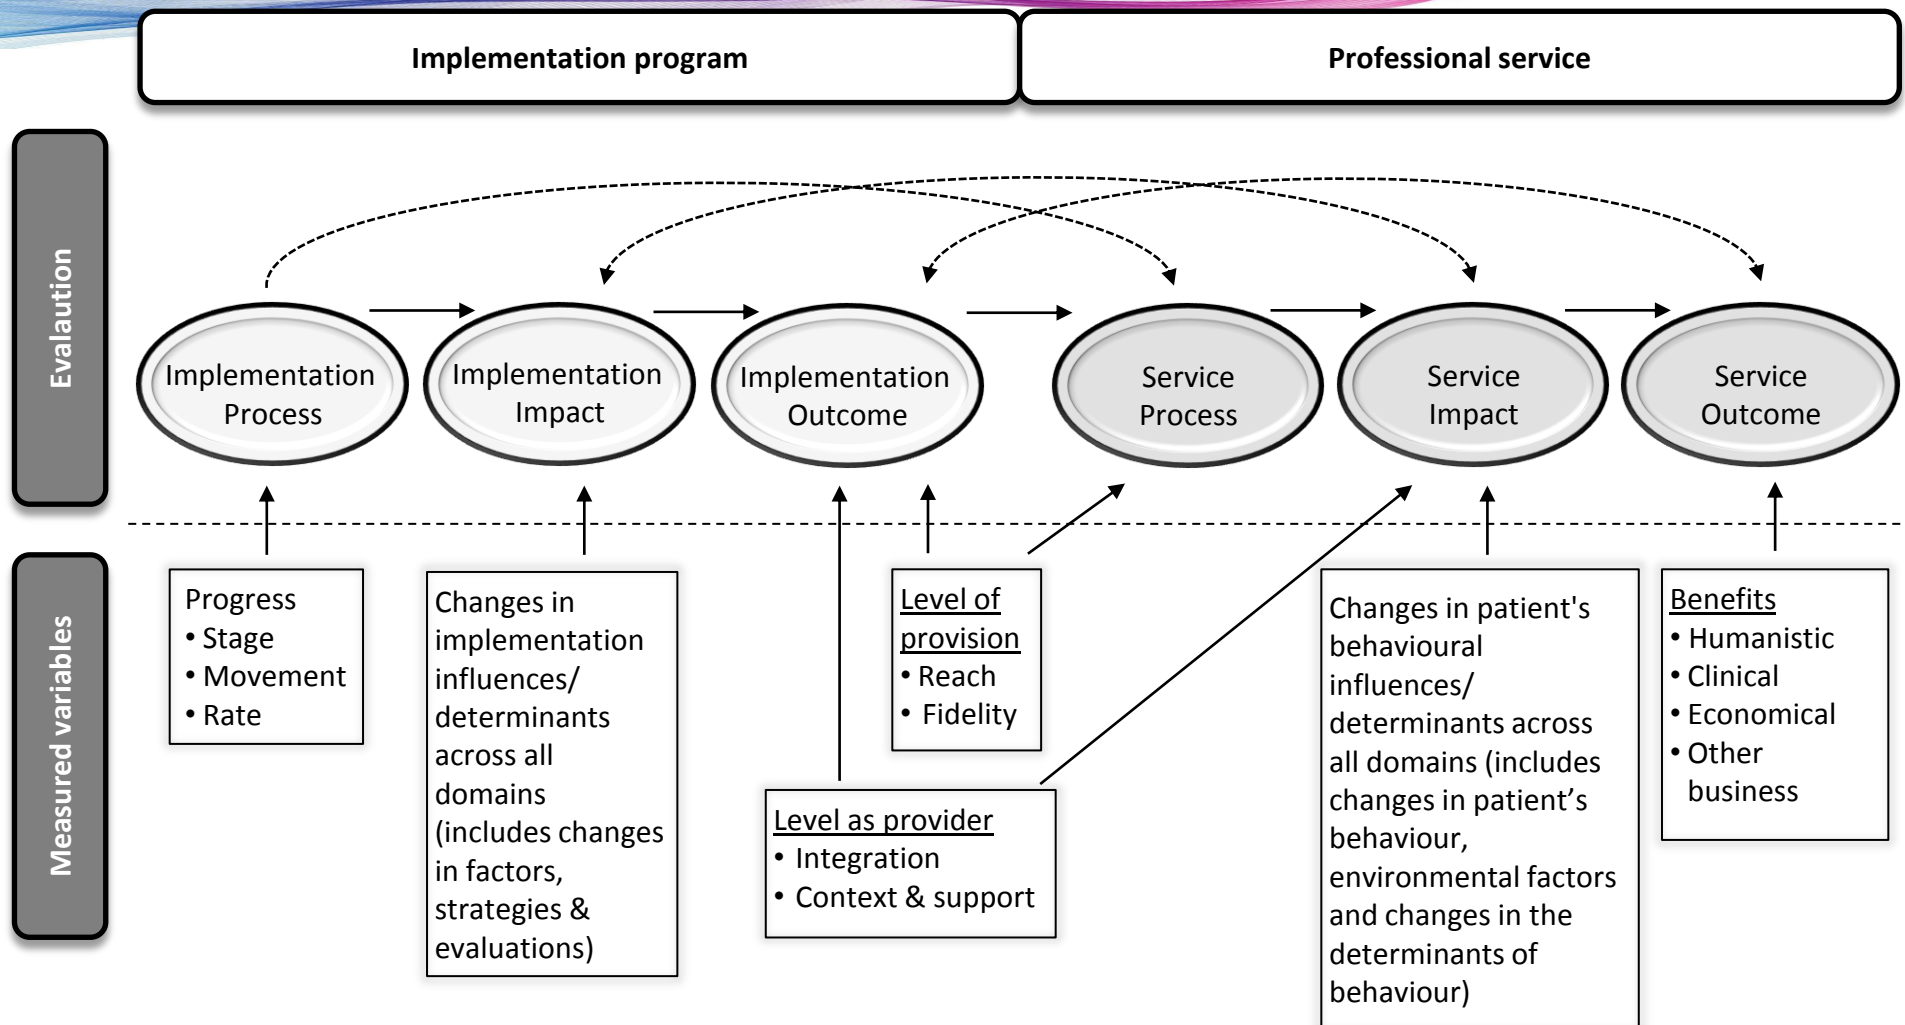 Implementation program
Professional service
Evalaution
Implementation
Process
Implementation
Impact
Implementation
Outcome
Service
Process
Service
Impact
Service
Outcome
Measured variables
Progress
• Stage
• Movement
• Rate
Changes in
implementation
influences/
determinants
across all
domains
(includes changes
in factors,
strategies &
evaluations)
Level of
provision
• Reach
• Fidelity
Level as provider
• Integration
• Context & support
Changes in patient's
behavioural
influences/
determinants across
all domains (includes
changes in patient’s
behaviour,
environmental factors
and changes in the
determinants of
behaviour)
Benefits
• Humanistic
• Clinical
• Economical
• Other
business